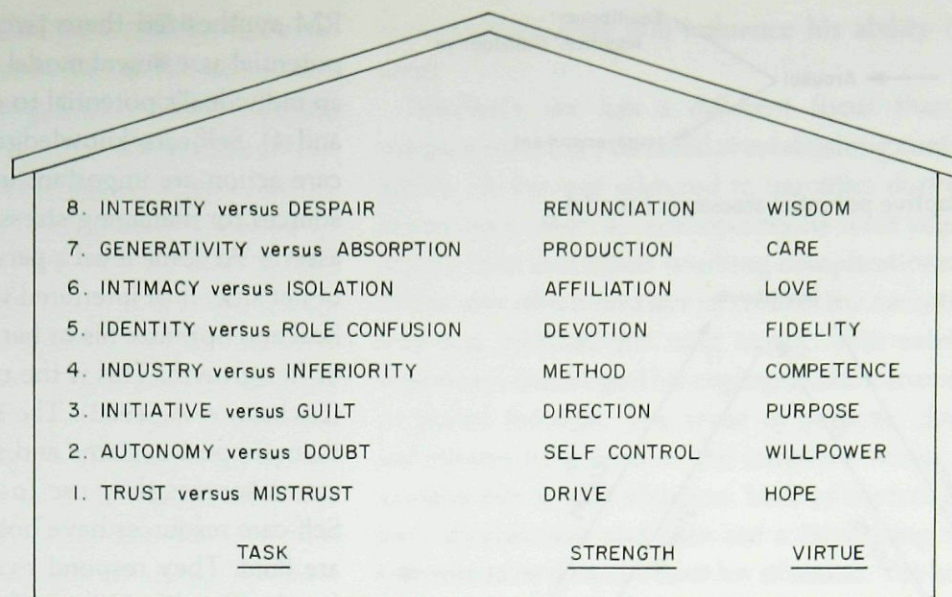 8. INTEGRITY versus DESPAIR RENUNCIATION WISDOM
7. GENERATIVITY versus ABSORPTION PRODUCTION CARE
6. INTIMACY versus ISOLATION AFFILIATION LOVE
5. IDENTITY versus ROLE CONFUSION DEVOTION FIDELITY
4. INDUSTRY versus INFERIORITY METHOD COMPETENCE
3. INITIATIVE versus GUILT DIRECTION PURPOSE
2. AUTONOMY versus DOUBT SELF CONTROL WILLPOWER
1. TRUST versus MISTRUST DRIVE HOPE
TASK STRENGTH VIRTUE